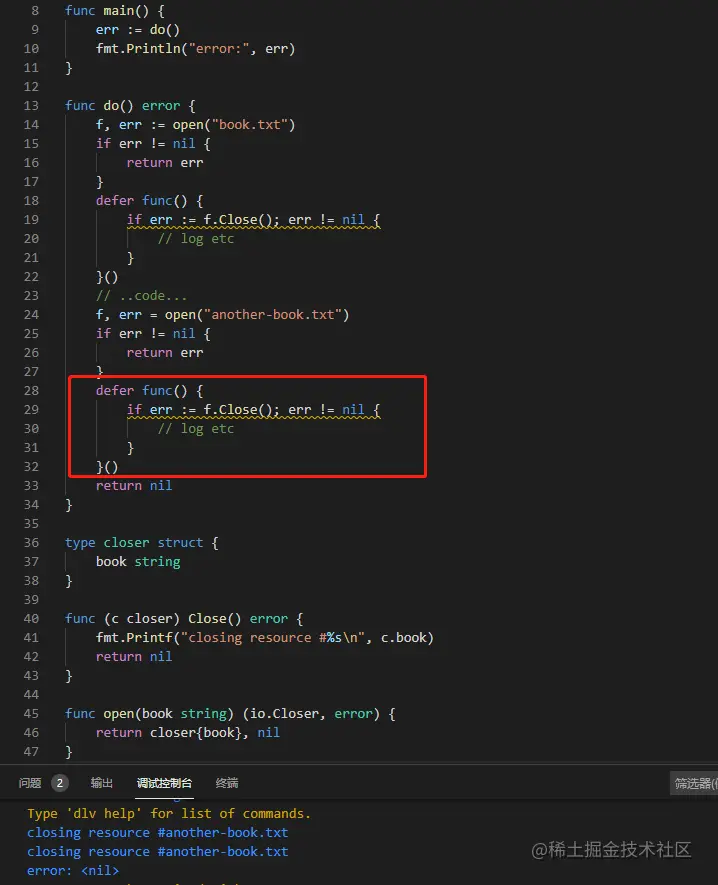 8 func main() {
9     err := do()
10     fmt.Println("error:", err)
11 }
12
13 func do() error {
14     f, err := open("book.txt")
15     if err != nil {
16         return err
17     }
18     defer func() {
19         if err := f.Close(); err != nil {
20             // log etc
21         }
22     }()
23     // ..code...
24     f, err = open("another-book.txt")
25     if err != nil {
26         return err
27     }
28     defer func() {
29         if err := f.Close(); err != nil {
30             // log etc
31         }
32     }()
33     return nil
34 }
35
36 type closer struct {
37     book string
38 }
39
40 func (c closer) Close() error {
41     fmt.Printf("closing resource #%s\n", c.book)
42     return nil
43 }
44
45 func open(book string) (io.Closer, error) {
46     return closer{book}, nil
47 }
问题 2 输出 调试控制台 终端 筛选器(
Type 'dlv help' for list of commands.
closing resource #another-book.txt
closing resource #another-book.txt
error: <nil>
@稀土掘金技术社区